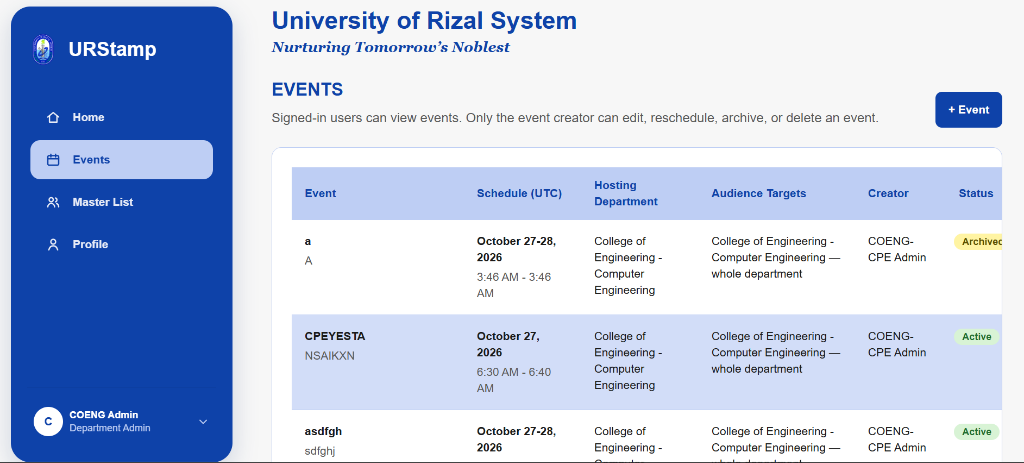 University of Rizal System
Nurturing Tomorrow's Noblest
URStamp
Home
Events
Master List
Profile
C
COENG Admin
Department Admin
EVENTS
Signed-in users can view events. Only the event creator can edit, reschedule, archive, or delete an event.
+ Event
Event
Schedule (UTC)
Hosting
Department
Audience Targets
Creator
Status
a
A
October 27-28,
2026
3:46 AM - 3:46
AM
College of
Engineering -
Computer
Engineering
College of Engineering -
Computer Engineering —
whole department
COENG-
CPE Admin
Archived
CPEYESTA
NSAIKXN
October 27,
2026
6:30 AM - 6:40
AM
College of
Engineering -
Computer
Engineering
College of Engineering -
Computer Engineering —
whole department
COENG-
CPE Admin
Active
asdfgh
sdfghj
October 27-28,
2026
College of
Engineering -
College of Engineering -
Computer Engineering —
COENG-
CPE Admin
Active